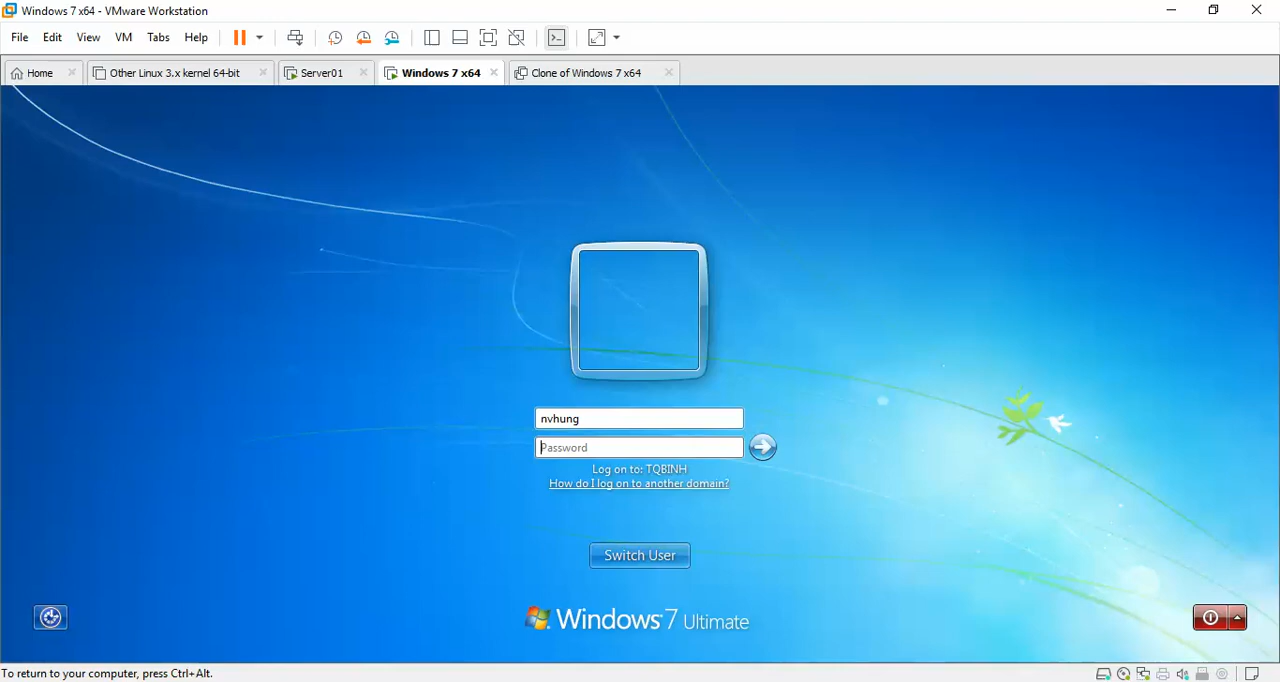 Windows 7 x64 - VMware Workstation
File Edit View VM Tabs Help
Home Other Linux 3.x kernel 64-bit Server01 Windows 7 x64 Clone of Windows 7 x64
nvhung
Password
Log on to: TQBINH
How do I log on to another domain?
Switch User
Windows 7 Ultimate
To return to your computer, press Ctrl+Alt.